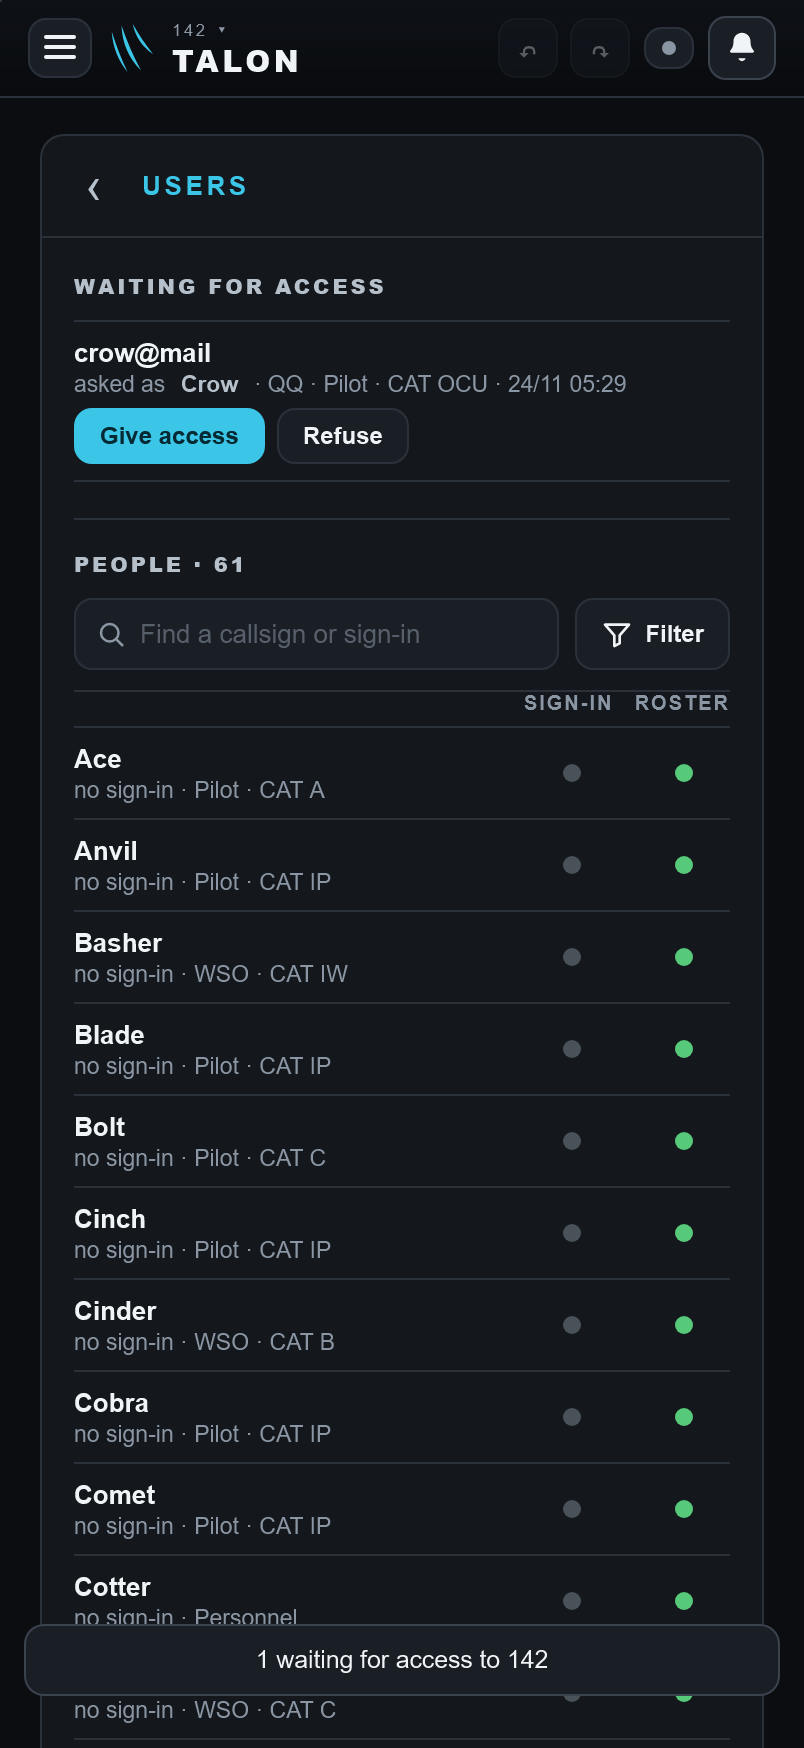 142 ▾
TALON
USERS
WAITING FOR ACCESS
crow@mail
asked as Crow · QQ · Pilot · CAT OCU · 24/11 05:29
Give access
Refuse
PEOPLE · 61
Find a callsign or sign-in
Filter
SIGN-IN ROSTER
Ace
no sign-in · Pilot · CAT A
Anvil
no sign-in · Pilot · CAT IP
Basher
no sign-in · WSO · CAT IW
Blade
no sign-in · Pilot · CAT IP
Bolt
no sign-in · Pilot · CAT C
Cinch
no sign-in · Pilot · CAT IP
Cinder
no sign-in · WSO · CAT B
Cobra
no sign-in · Pilot · CAT IP
Comet
no sign-in · Pilot · CAT IP
Cotter
no sign-in · Personnel
1 waiting for access to 142
no sign-in · WSO · CAT C